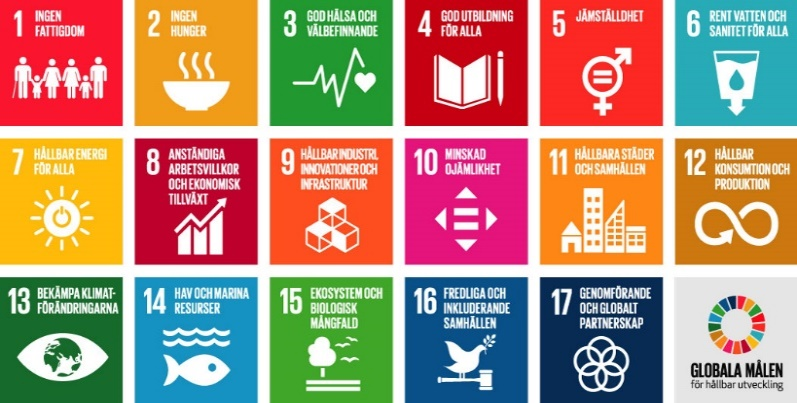 1 INGEN
FATTIGDOM
2 INGEN
HUNGER
3 GOD HÄLSA OCH
VÄLBEFINNANDE
4 GOD UTBILDNING
FÖR ALLA
5 JÄMSTÄLLDHET
6 RENT VATTEN OCH
SANITET FÖR ALLA
7 HÅLLBAR ENERGI
FÖR ALLA
8 ANSTÄNDIGA
ARBETSVILLKOR
OCH EKONOMISK
TILLVÄXT
9 HÅLLBAR INDUSTRI,
INNOVATIONER OCH
INFRASTRUKTUR
10 MINSKAD
OJÄMLIKHET
11 HÅLLBARA STÄDER
OCH SAMHÄLLEN
12 HÅLLBAR
KONSUMTION OCH
PRODUKTION
13 BEKÄMPA KLIMAT-
FÖRÄNDRINGARNA
14 HAV OCH MARINA
RESURSER
15 EKOSYSTEM OCH
BIOLOGISK
MÅNGFALD
16 FREDLIGA OCH
INKLUDERANDE
SAMHÄLLEN
17 GENOMFÖRANDE
OCH GLOBALT
PARTNERSKAP
GLOBALA MÅLEN
för hållbar utveckling